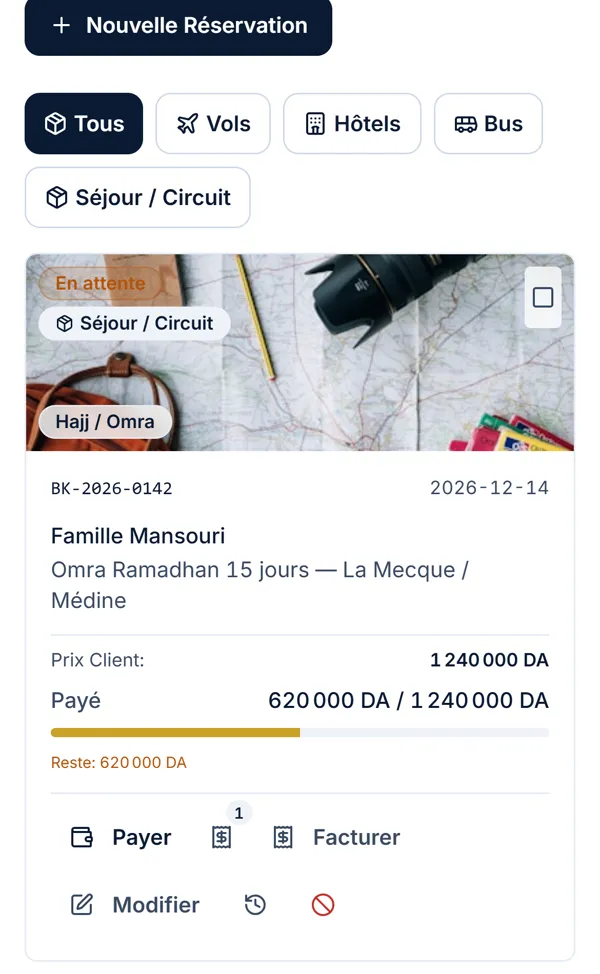 Nouvelle Réservation
Tous
Vols
Hôtels
Bus
Séjour / Circuit
En attente
Séjour / Circuit
Hajj / Omra
BK-2026-0142
2026-12-14
Famille Mansouri
Omra Ramadhan 15 jours — La Mecque /
Médine
Prix Client:
1 240 000 DA
Payé
620 000 DA / 1 240 000 DA
Reste: 620 000 DA
1
Payer
Facturer
Modifier